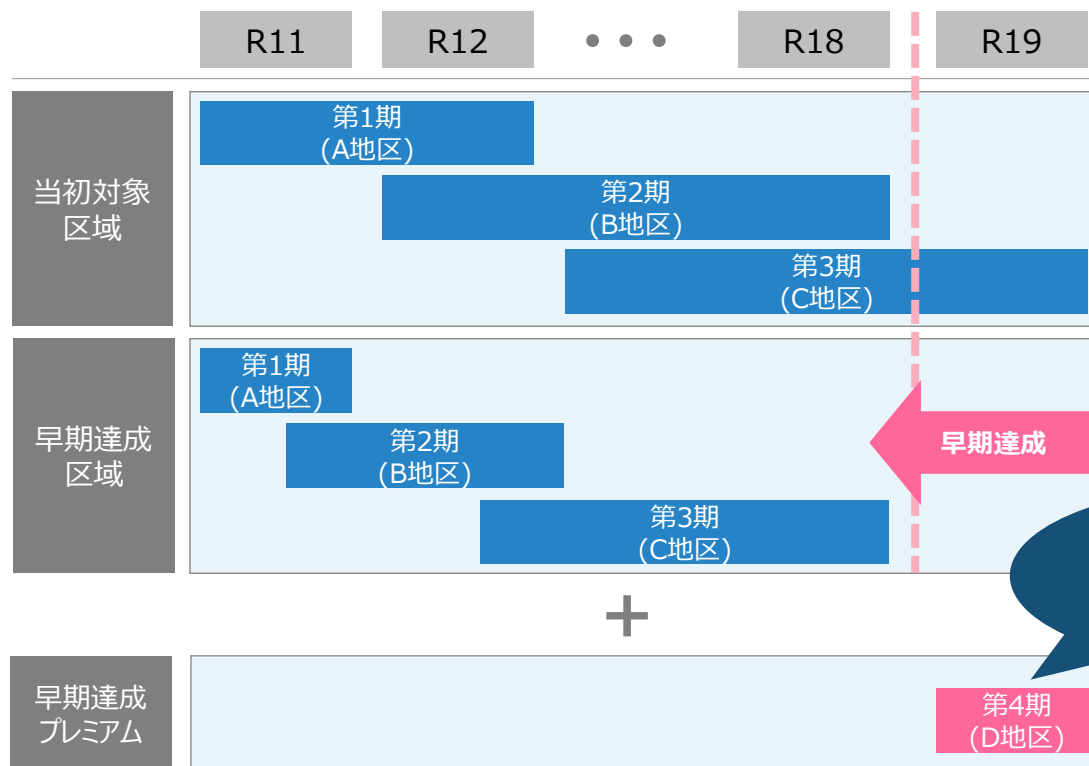 R11
R12
•••
R18
R19
当初対象
区域
第1期
(A地区)
第2期
(B地区)
第3期
(C地区)
早期達成
区域
第1期
(A地区)
第2期
(B地区)
第3期
(C地区)
早期達成
+
早期達成
プレミアム
第4期
(D地区)